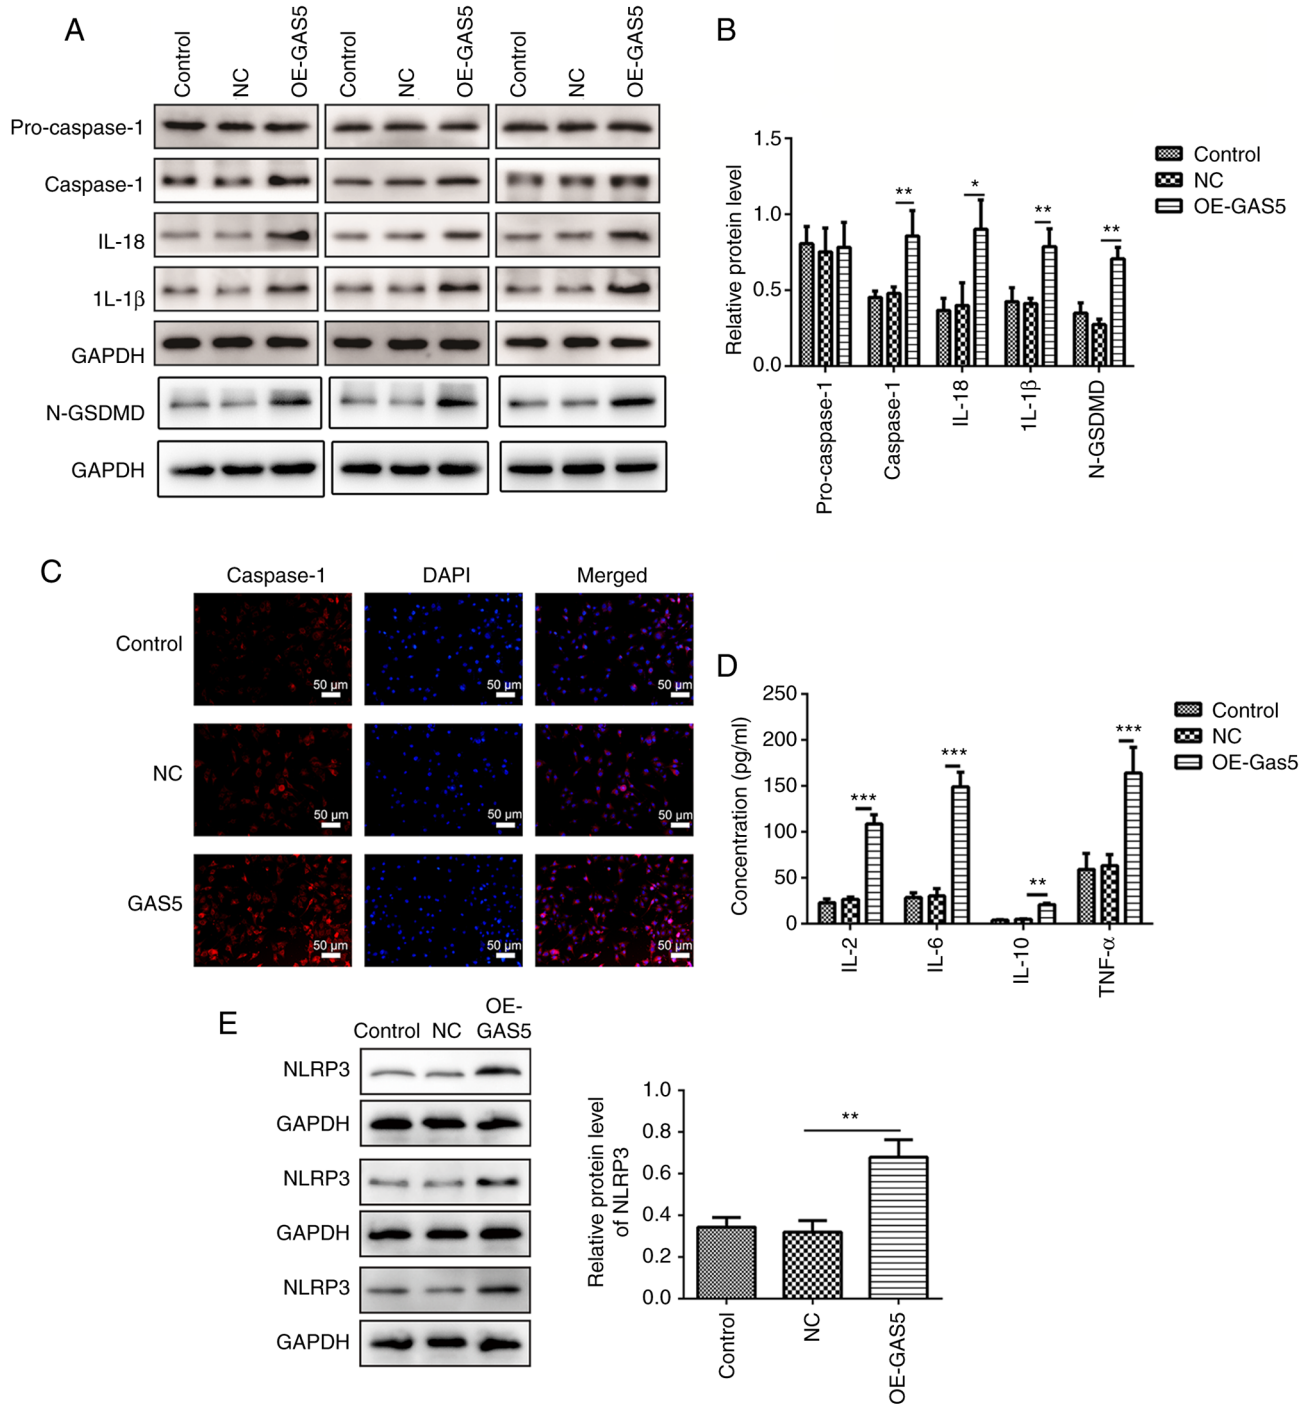 A
Control
NC
OE-GAS5
Control
NC
OE-GAS5
Control
NC
OE-GAS5
Pro-caspase-1
Caspase-1
IL-18
1L-1β
GAPDH
N-GSDMD
GAPDH
B
Relative protein level
1.5
1.0
0.5
0.0
**
*
**
**
Pro-caspase-1
Caspase-1
IL-18
1L-1β
N-GSDMD
Control
NC
OE-GAS5
C
Caspase-1
DAPI
Merged
Control
50 µm
50 µm
50 µm
NC
50 µm
50 µm
50 µm
GAS5
50 µm
50 µm
50 µm
D
Concentration (pg/ml)
250
200
150
100
50
0
***
***
**
***
IL-2
IL-6
IL-10
TNF-α
Control
NC
OE-Gas5
E
Control
NC
OE-
GAS5
NLRP3
GAPDH
NLRP3
GAPDH
NLRP3
GAPDH
Relative protein level
of NLRP3
1.0
0.8
0.6
0.4
0.2
0.0
**
Control
NC
OE-GAS5